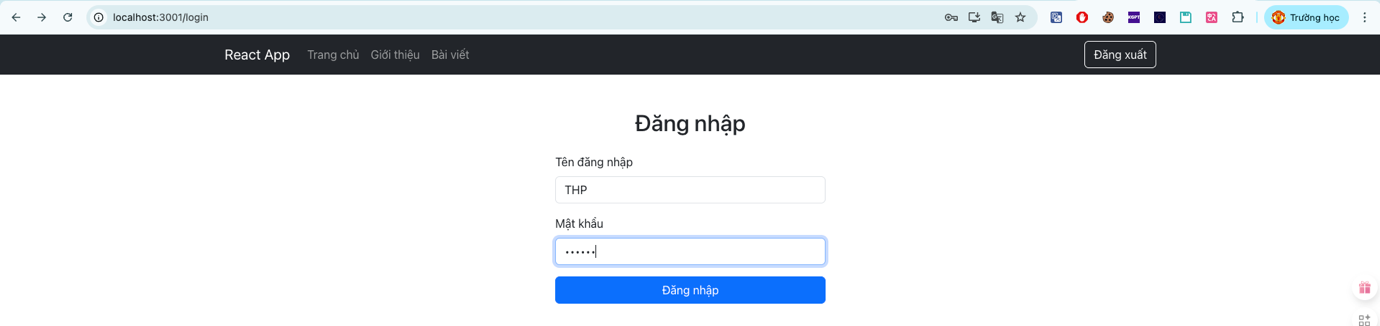 localhost:3001/login
KGPT
Trường học
React App Trang chủ Giới thiệu Bài viết Đăng xuất
Đăng nhập
Tên đăng nhập
THP
Mật khẩu
••••••
Đăng nhập